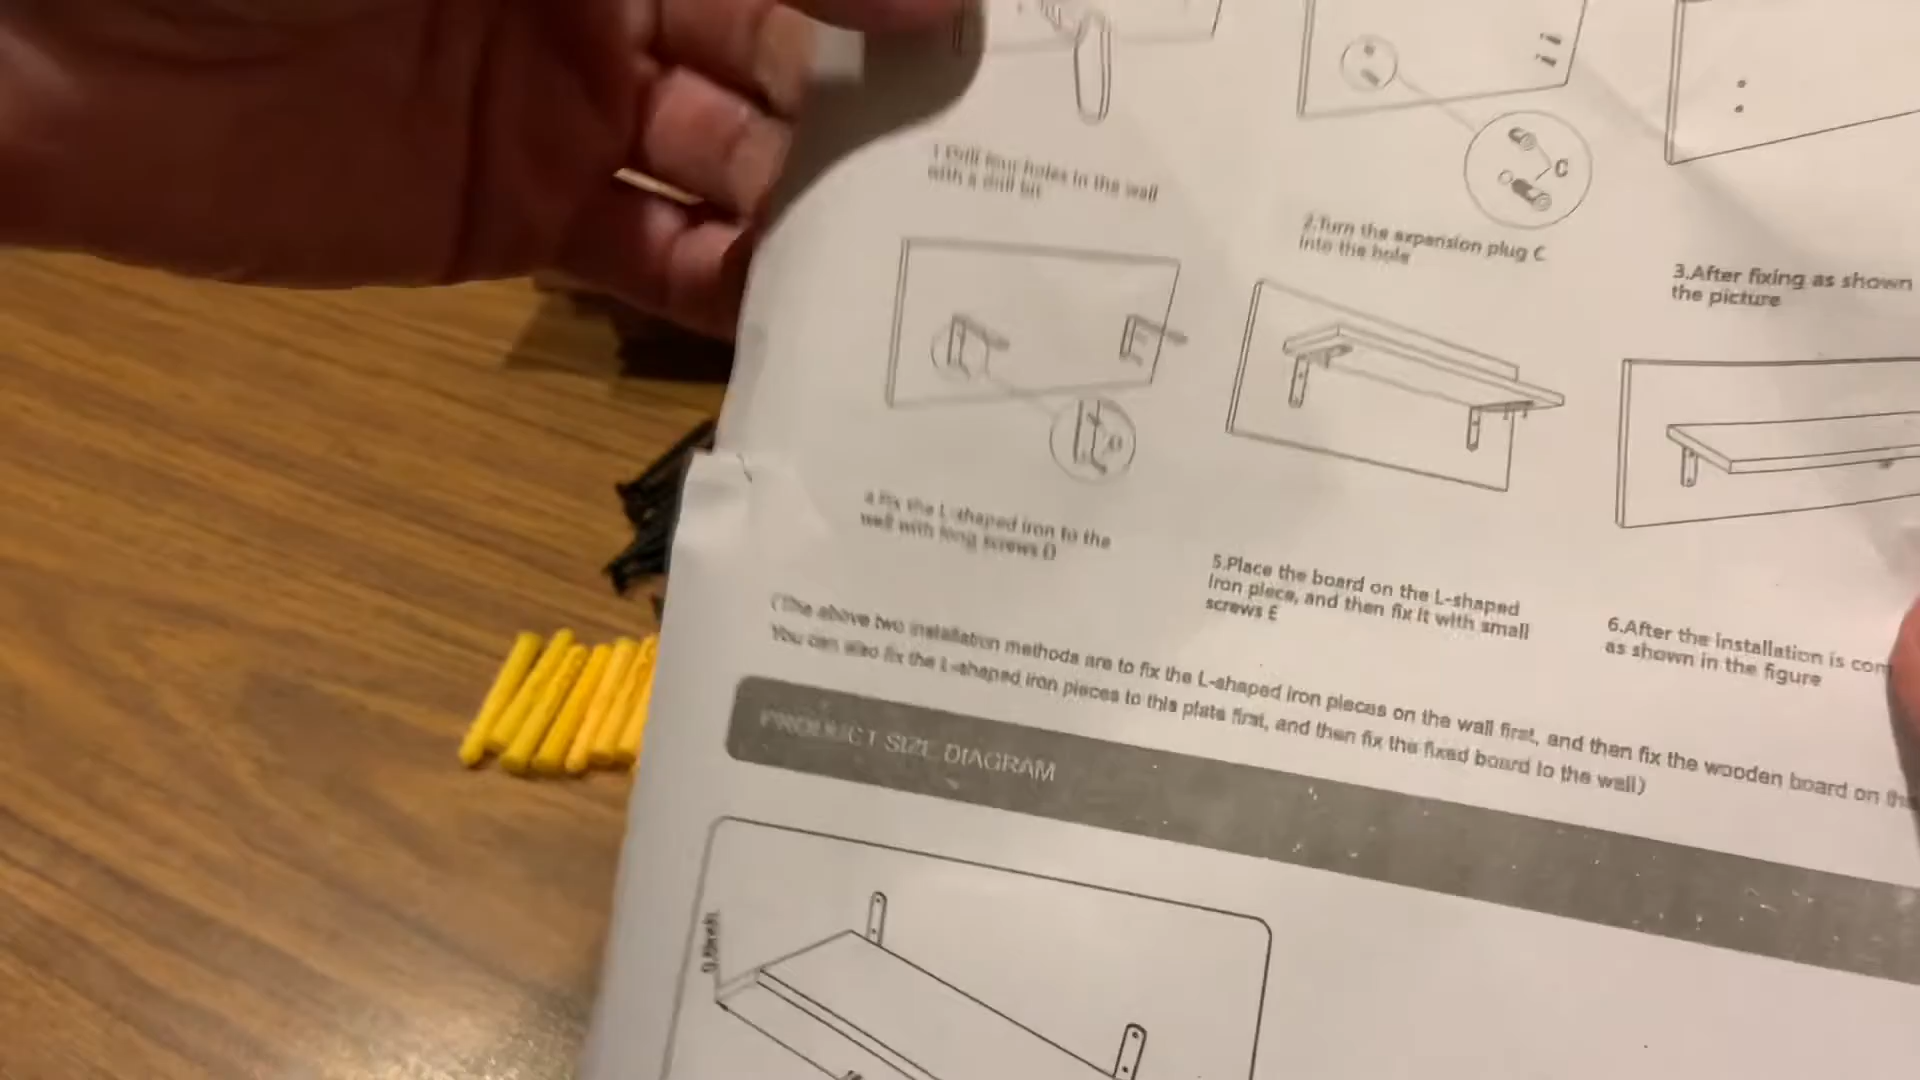 1.Drill four holes in the wall
with a drill bit
C
2.Turn the expansion plug C
into the hole
3.After fixing as shown
the picture
D
4.Fix the L-shaped iron to the
wall with long screws D
5.Place the board on the L-shaped
iron piece, and then fix it with small
screws E
6.After the installation is com
as shown in the figure
(The above two installation methods are to fix the L-shaped iron pieces on the wall first, and then fix the wooden board on the
You can also fix the L-shaped iron pieces to this plate first, and then fix the fixed board to the wall)
PRODUCT SIZE DIAGRAM